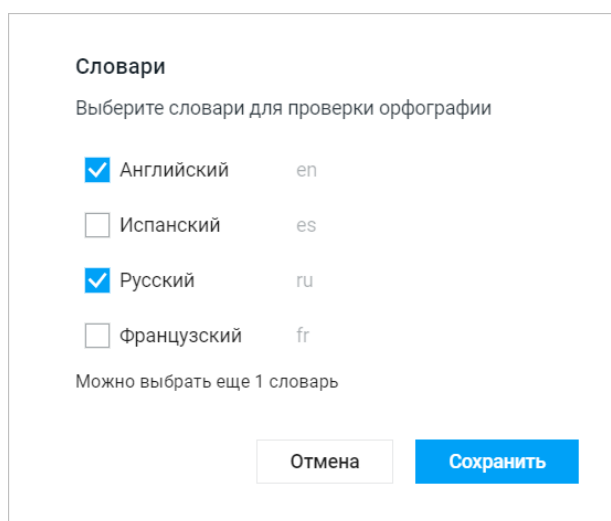 Словари
Выберите словари для проверки орфографии
Английский en
Испанский es
Русский ru
Французский fr
Можно выбрать еще 1 словарь
Отмена Сохранить